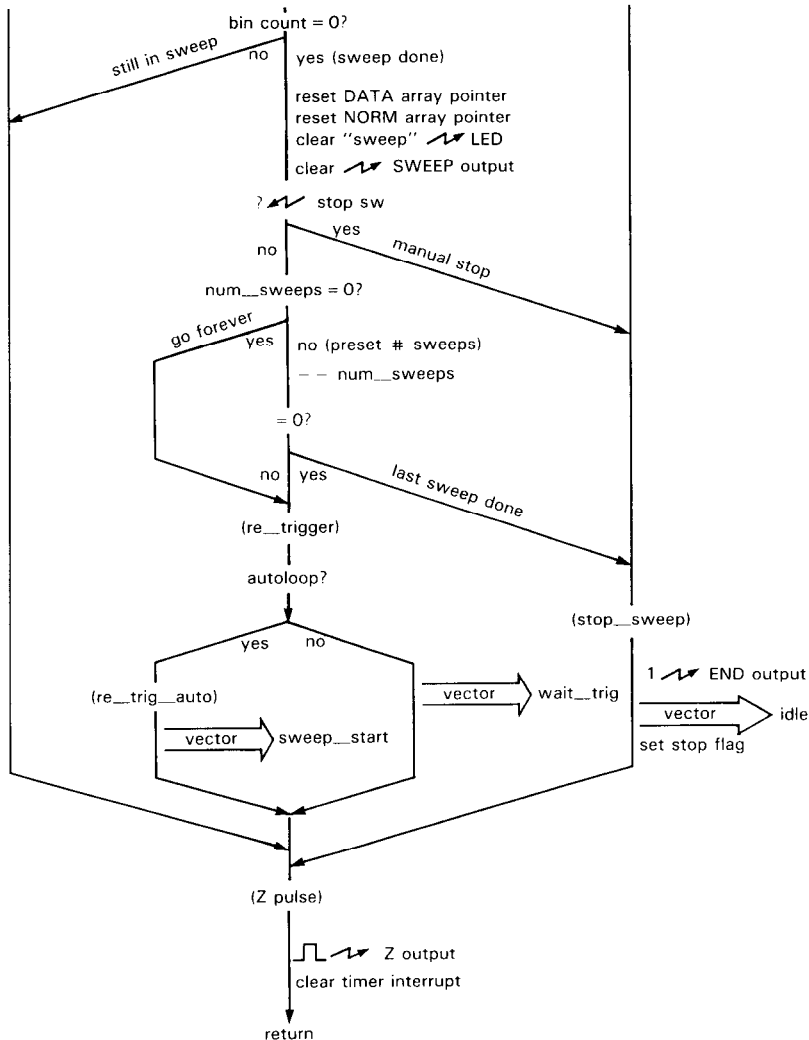 bin count = 0?
still in sweep
no
yes (sweep done)
reset DATA array pointer
reset NORM array pointer
clear "sweep" LED
clear SWEEP output
? stop sw
yes
no
manual stop
num__sweeps = 0?
go forever
yes
no (preset # sweeps)
-- num__sweeps
= 0?
no
yes
last sweep done
(re__trigger)
autoloop?
(stop__sweep)
yes
no
1 END output
(re__trig__auto)
vector
wait__trig
vector
idle
vector
sweep__start
set stop flag
(Z pulse)
Z output
clear timer interrupt
return